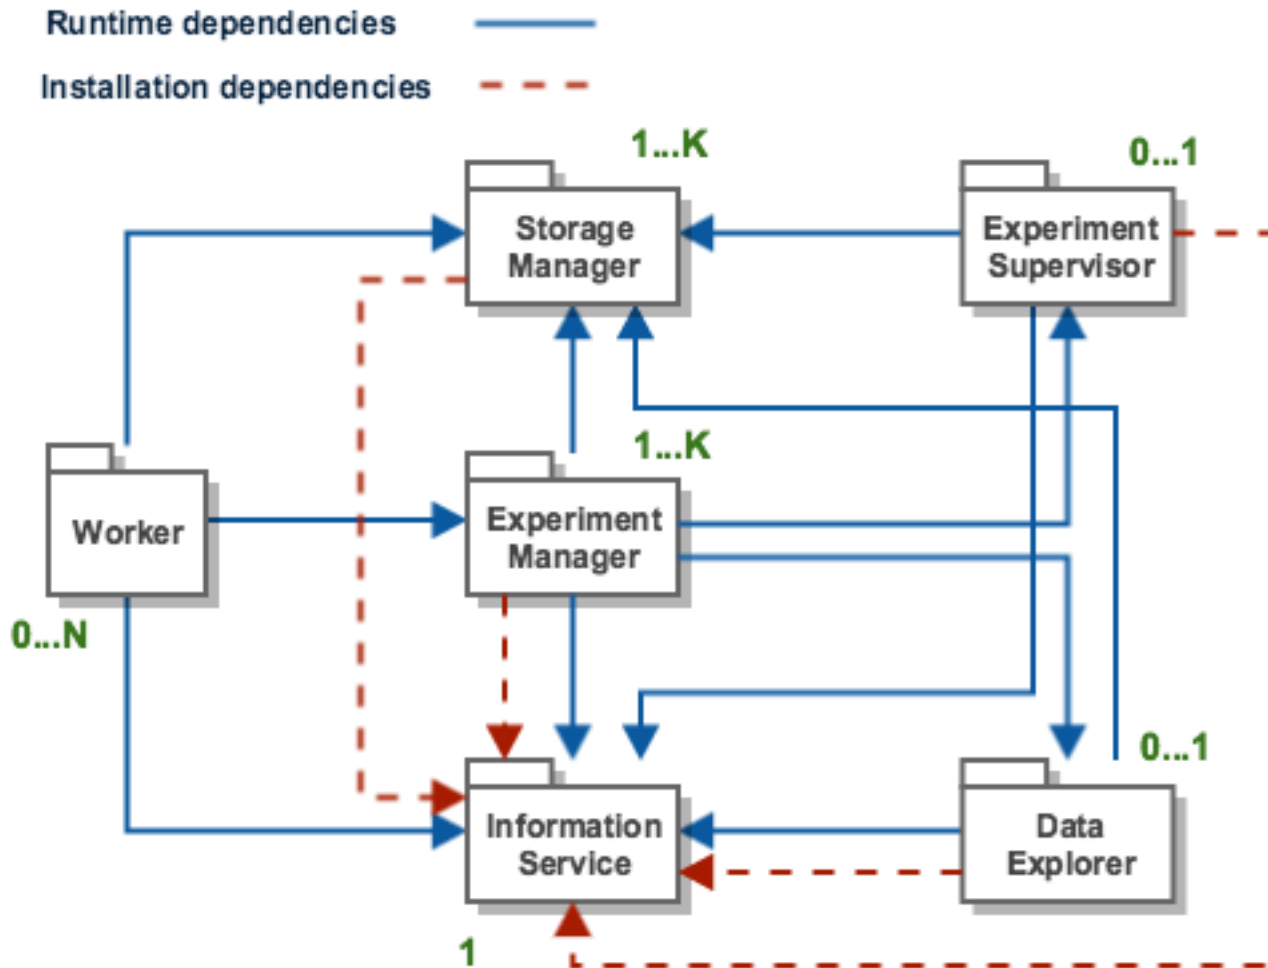 Runtime dependencies
Installation dependencies
1...K
0...1
Storage
Manager
Experiment
Supervisor
1...K
Worker
Experiment
Manager
0...N
0...1
Information
Service
Data
Explorer
1